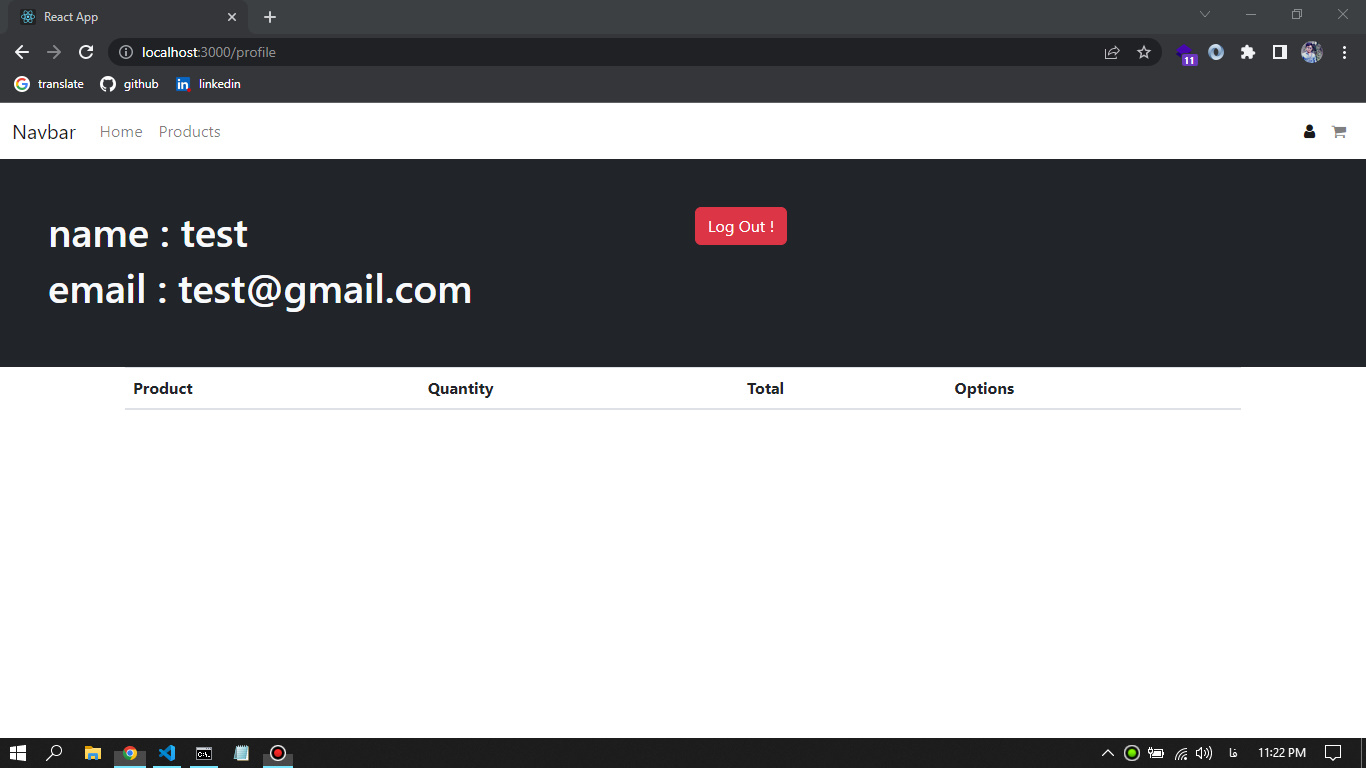 React App
localhost:3000/profile
11
translate github linkedin
Navbar Home Products
name : test
Log Out !
email : test@gmail.com
Product Quantity Total Options
فا 11:22 PM